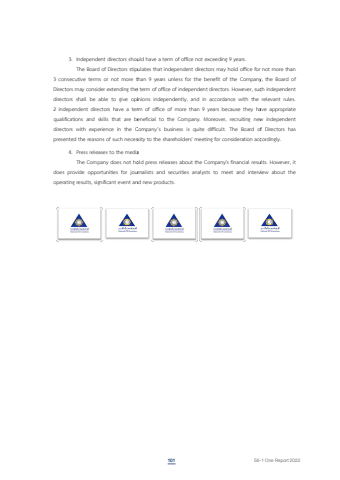 3. Independent directors should have a term of office not exceeding 9 years.
The Board of Directors stipulates that independent directors may hold office for not more than
3 consecutive terms or not more than 9 years unless for the benefit of the Company, the Board of
Directors may consider extending the term of office of independent directors. However, such independent
directors shall be able to give opinions independently, and in accordance with the relevant rules.
2 independent directors have a term of office of more than 9 years because they have appropriate
qualifications and skills that are beneficial to the Company. Moreover, recruiting new independent
directors with experience in the Company's business is quite difficult. The Board of Directors has
presented the reasons of such necessity to the shareholders' meeting for consideration accordingly.
4. Press releases to the media
The Company does not hold press releases about the Company's financial results. However, it
does provide opportunities for journalists and securities analysts to meet and interview about the
operating results, significant event and new products.
101
56-1 One Report 2022